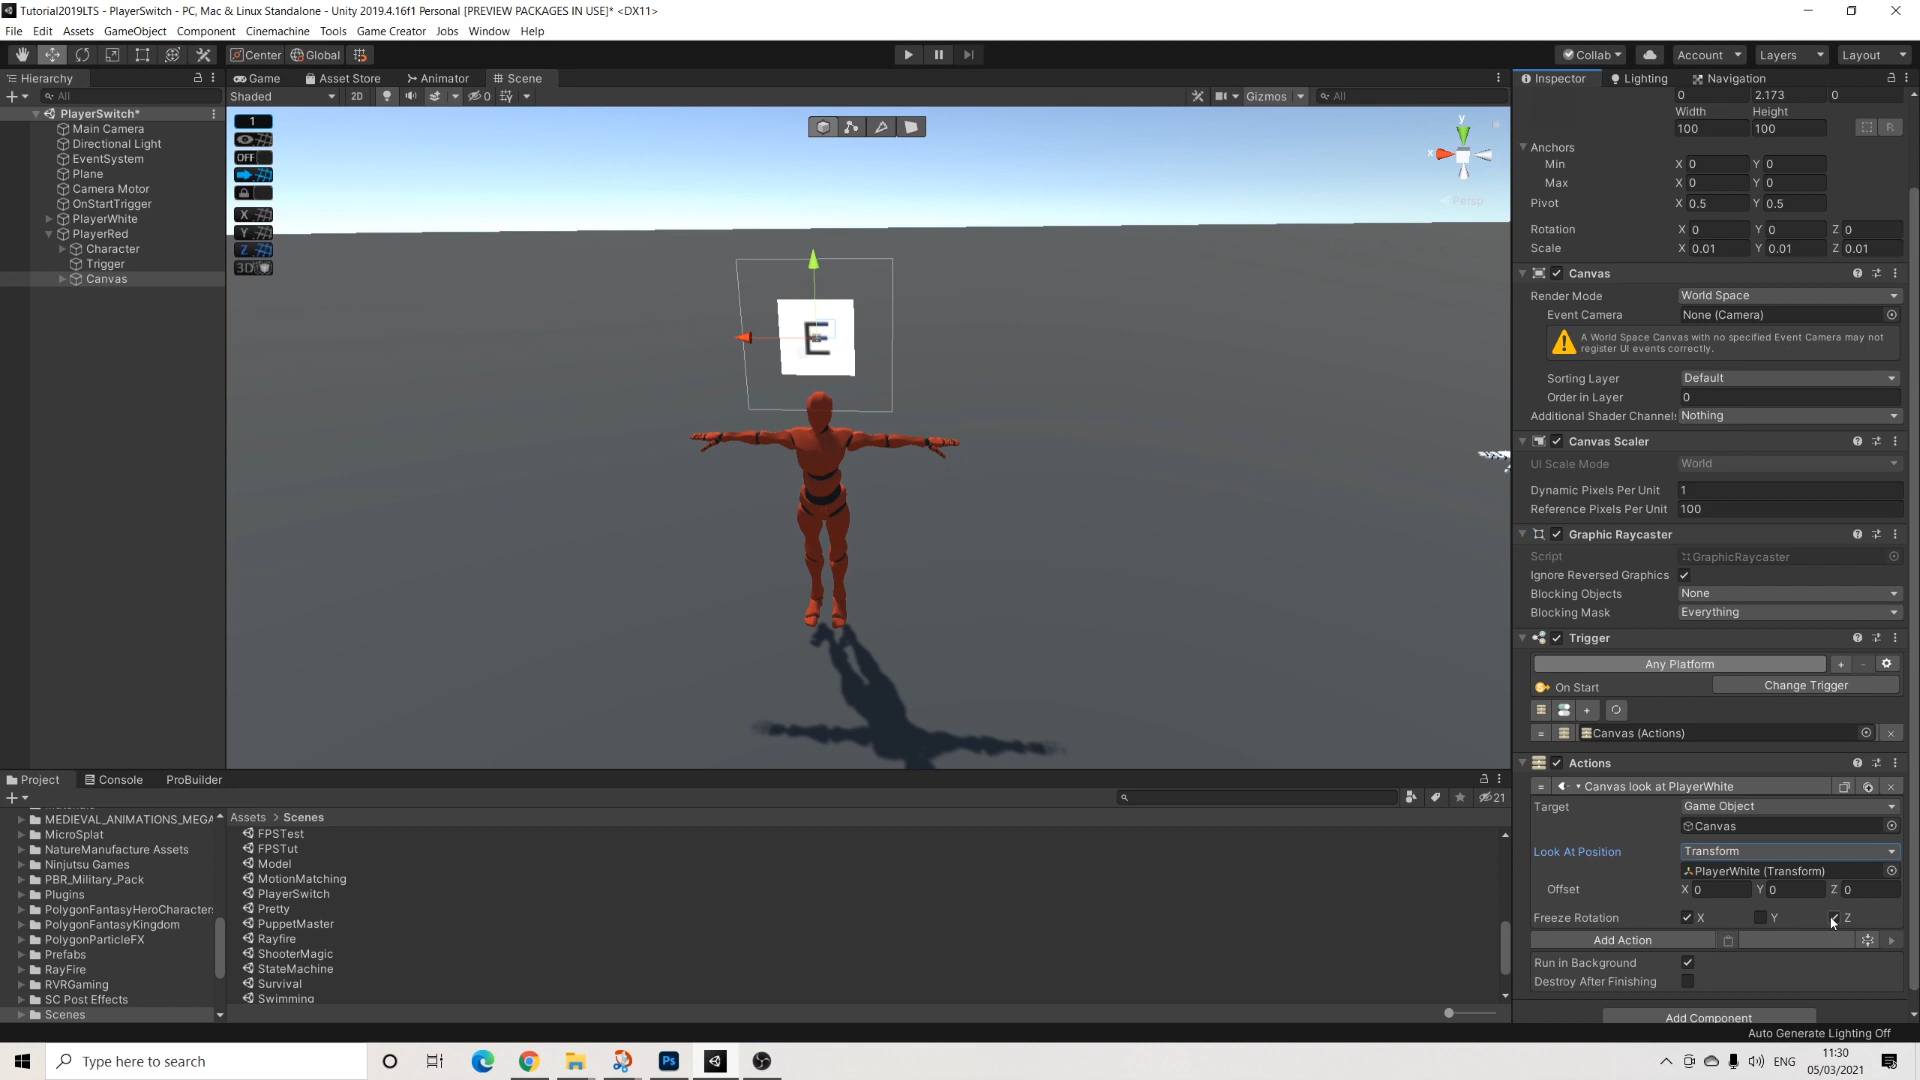 Tutorial2019LTS - PlayerSwitch - PC, Mac & Linux Standalone - Unity 2019.4.16f1 Personal [PREVIEW PACKAGES IN USE]* <DX11>
File Edit Assets GameObject Component Cinemachine Tools Game Creator Jobs Window Help
Center Global Collab Account Layers Layout
Hierarchy Game Asset Store Animator Scene Inspector Lighting Navigation
All Shaded 2D 0 Gizmos All
PlayerSwitch*
Main Camera
Directional Light
EventSystem
Plane
Camera Motor
OnStartTrigger
PlayerWhite
PlayerRed
Character
Trigger
Canvas
1
OFF
X
Y
Z
3D
y
x
Persp
E
0 2.173 0
Width Height
100 100 R
Anchors
Min X 0 Y 0
Max X 0 Y 0
Pivot X 0.5 Y 0.5
Rotation X 0 Y 0 Z 0
Scale X 0.01 Y 0.01 Z 0.01
Canvas
Render Mode World Space
Event Camera None (Camera)
A World Space Canvas with no specified Event Camera may not
register UI events correctly.
Sorting Layer Default
Order in Layer 0
Additional Shader Channels Nothing
Canvas Scaler
UI Scale Mode World
Dynamic Pixels Per Unit 1
Reference Pixels Per Unit 100
Graphic Raycaster
Script GraphicRaycaster
Ignore Reversed Graphics
Blocking Objects None
Blocking Mask Everything
Trigger
Any Platform + -
On Start Change Trigger
+
= Canvas (Actions) ×
Actions
= Canvas look at PlayerWhite ×
Target Game Object
Canvas
Look At Position Transform
PlayerWhite (Transform)
Offset X 0 Y 0 Z 0
Freeze Rotation X Y Z
Add Action
Run in Background
Destroy After Finishing
Add Component
Auto Generate Lighting Off
Project Console ProBuilder
21
MEDIEVAL_ANIMATIONS_MEGA
MicroSplat
NatureManufacture Assets
Ninjutsu Games
PBR_Military_Pack
Plugins
PolygonFantasyHeroCharacter
PolygonFantasyKingdom
PolygonParticleFX
Prefabs
RayFire
RVRGaming
SC Post Effects
Scenes
Assets > Scenes
FPSTest
FPSTut
Model
MotionMatching
PlayerSwitch
Pretty
PuppetMaster
Rayfire
ShooterMagic
StateMachine
Survival
Swimming
Type here to search
Ps
ENG
11:30
05/03/2021